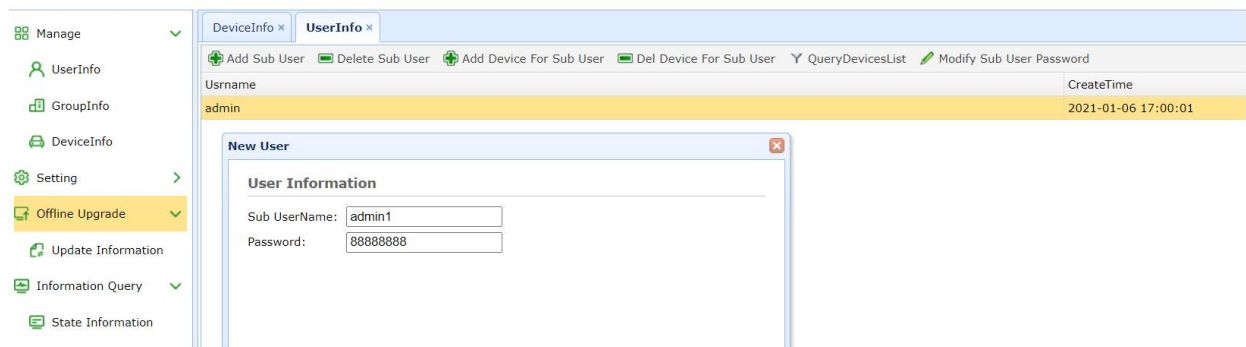 Manage
UserInfo
GroupInfo
DeviceInfo
Setting
Offline Upgrade
Update Information
Information Query
State Information
DeviceInfo × UserInfo ×
Add Sub User Delete Sub User Add Device For Sub User Del Device For Sub User QueryDevicesList Modify Sub User Password
Usrname CreateTime
admin 2021-01-06 17:00:01
New User
User Information
Sub UserName: admin1
Password: 88888888